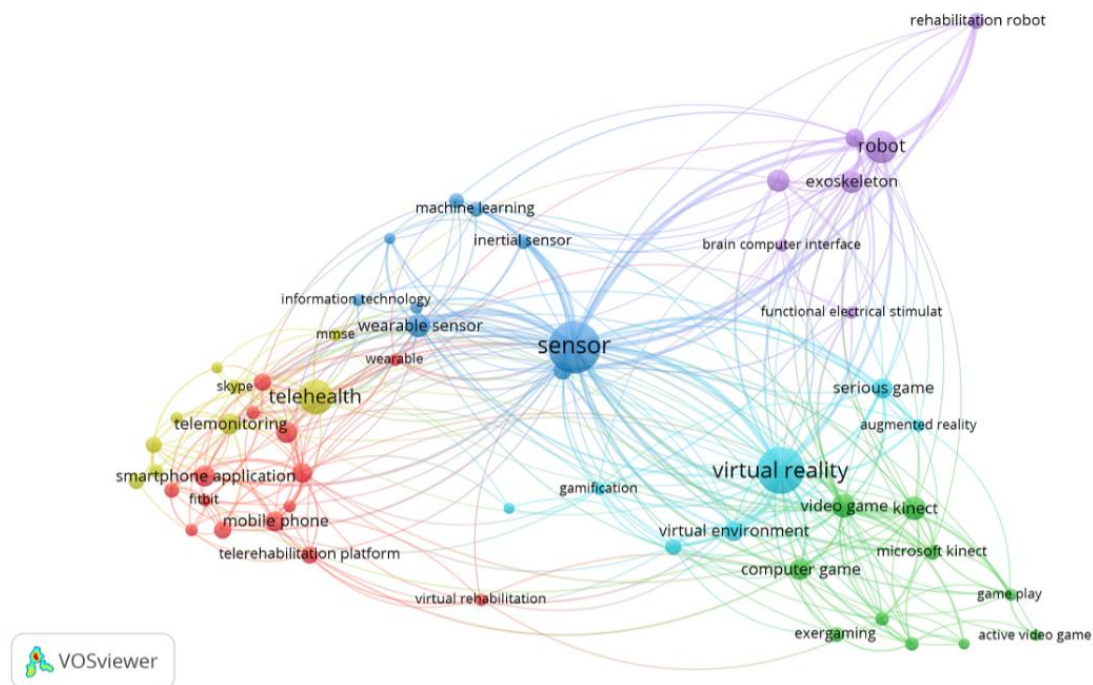 rehabilitation robot
robot
exoskeleton
machine learning
inertial sensor
brain computer interface
information technology
functional electrical stimulat
wearable sensor
mmse
sensor
wearable
skype
telehealth
serious game
telemonitoring
augmented reality
smartphone application
virtual reality
fitbit
gamification
video game
kinect
mobile phone
virtual environment
telerehabilitation platform
microsoft kinect
computer game
virtual rehabilitation
game play
exergaming
active video game
VOSviewer